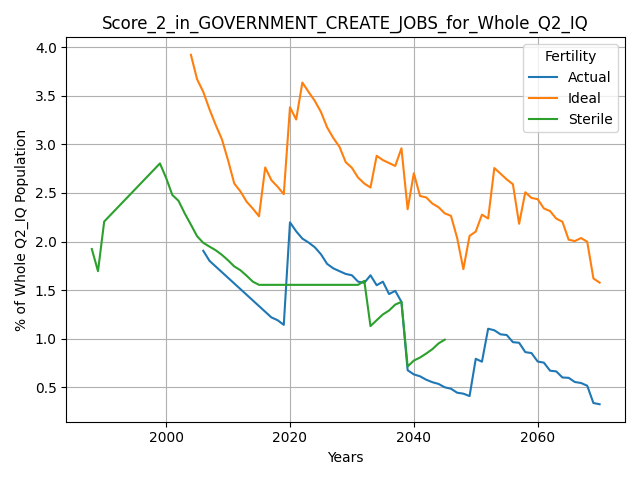 Score_2_in_GOVERNMENT_CREATE_JOBS_for_Whole_Q2_IQ
Fertility
Actual
Ideal
Sterile
% of Whole Q2_IQ Population
4.0
3.5
3.0
2.5
2.0
1.5
1.0
0.5
2000 2020 2040 2060
Years